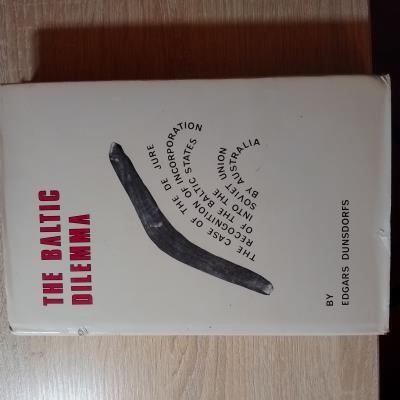 THE BALTIC
DILEMMA
THE CASE OF THE DE JURE
RECOGNITION OF INCORPORATION
OF THE BALTIC STATES
INTO THE
SOVIET UNION
BY AUSTRALIA
BY
EDGARS DUNSDORFS